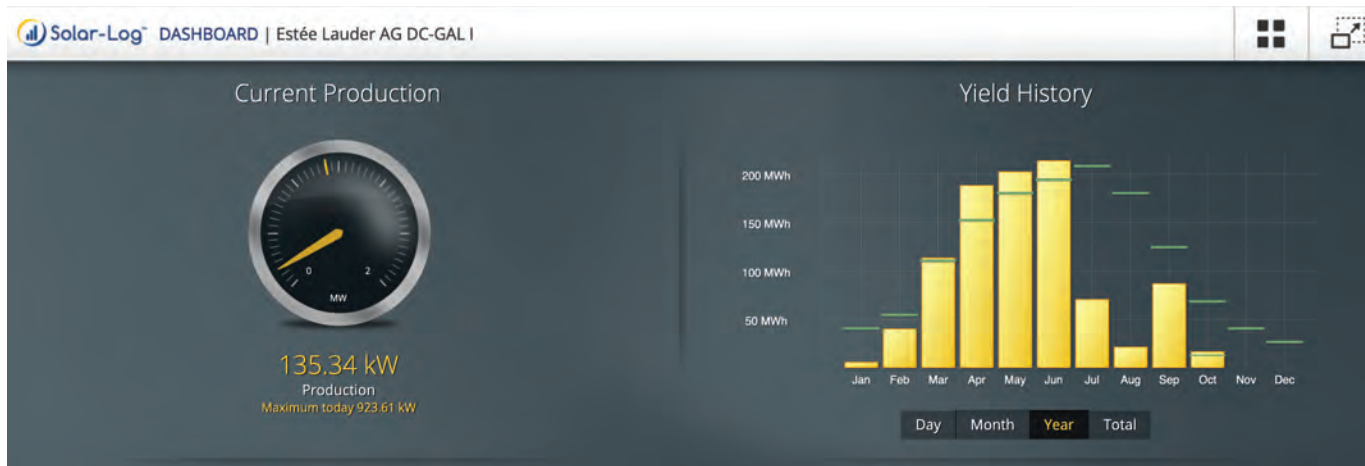 Solar-Log™ DASHBOARD | Estée Lauder AG DC-GAL I
Current Production
0 2
MW
135.34 kW
Production
Maximum today 923.61 kW
Yield History
200 MWh
150 MWh
100 MWh
50 MWh
Jan Feb Mar Apr May Jun Jul Aug Sep Oct Nov Dec
Day Month Year Total